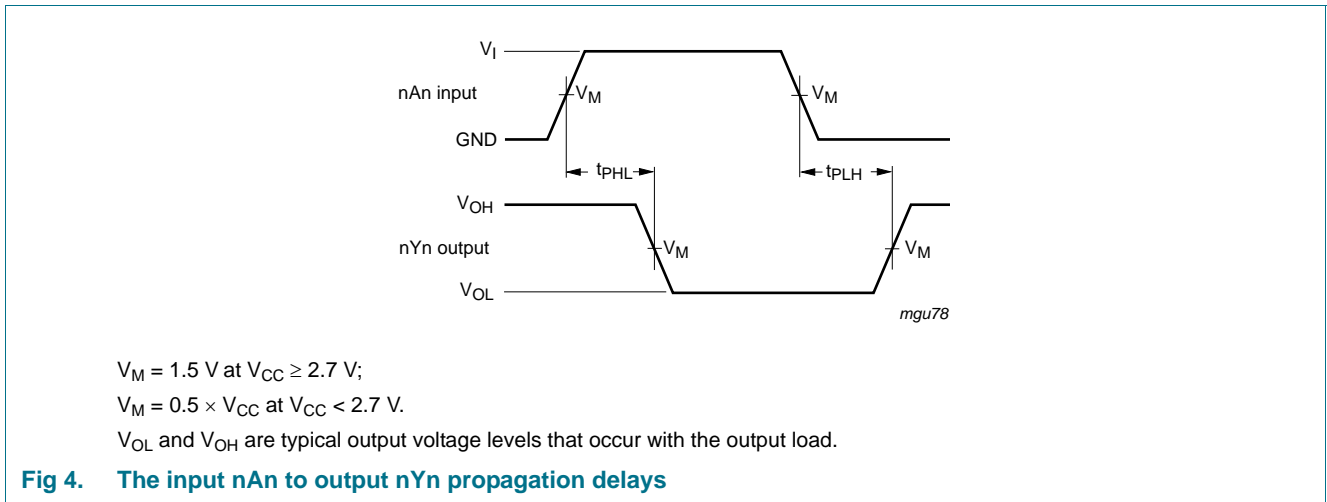 VI
nAn input
VM
VM
GND
tPHL
tPLH
VOH
nYn output
VM
VM
VOL
mgu78
VM = 1.5 V at VCC ≥ 2.7 V;
VM = 0.5 × VCC at VCC < 2.7 V.
VOL and VOH are typical output voltage levels that occur with the output load.
Fig 4. The input nAn to output nYn propagation delays